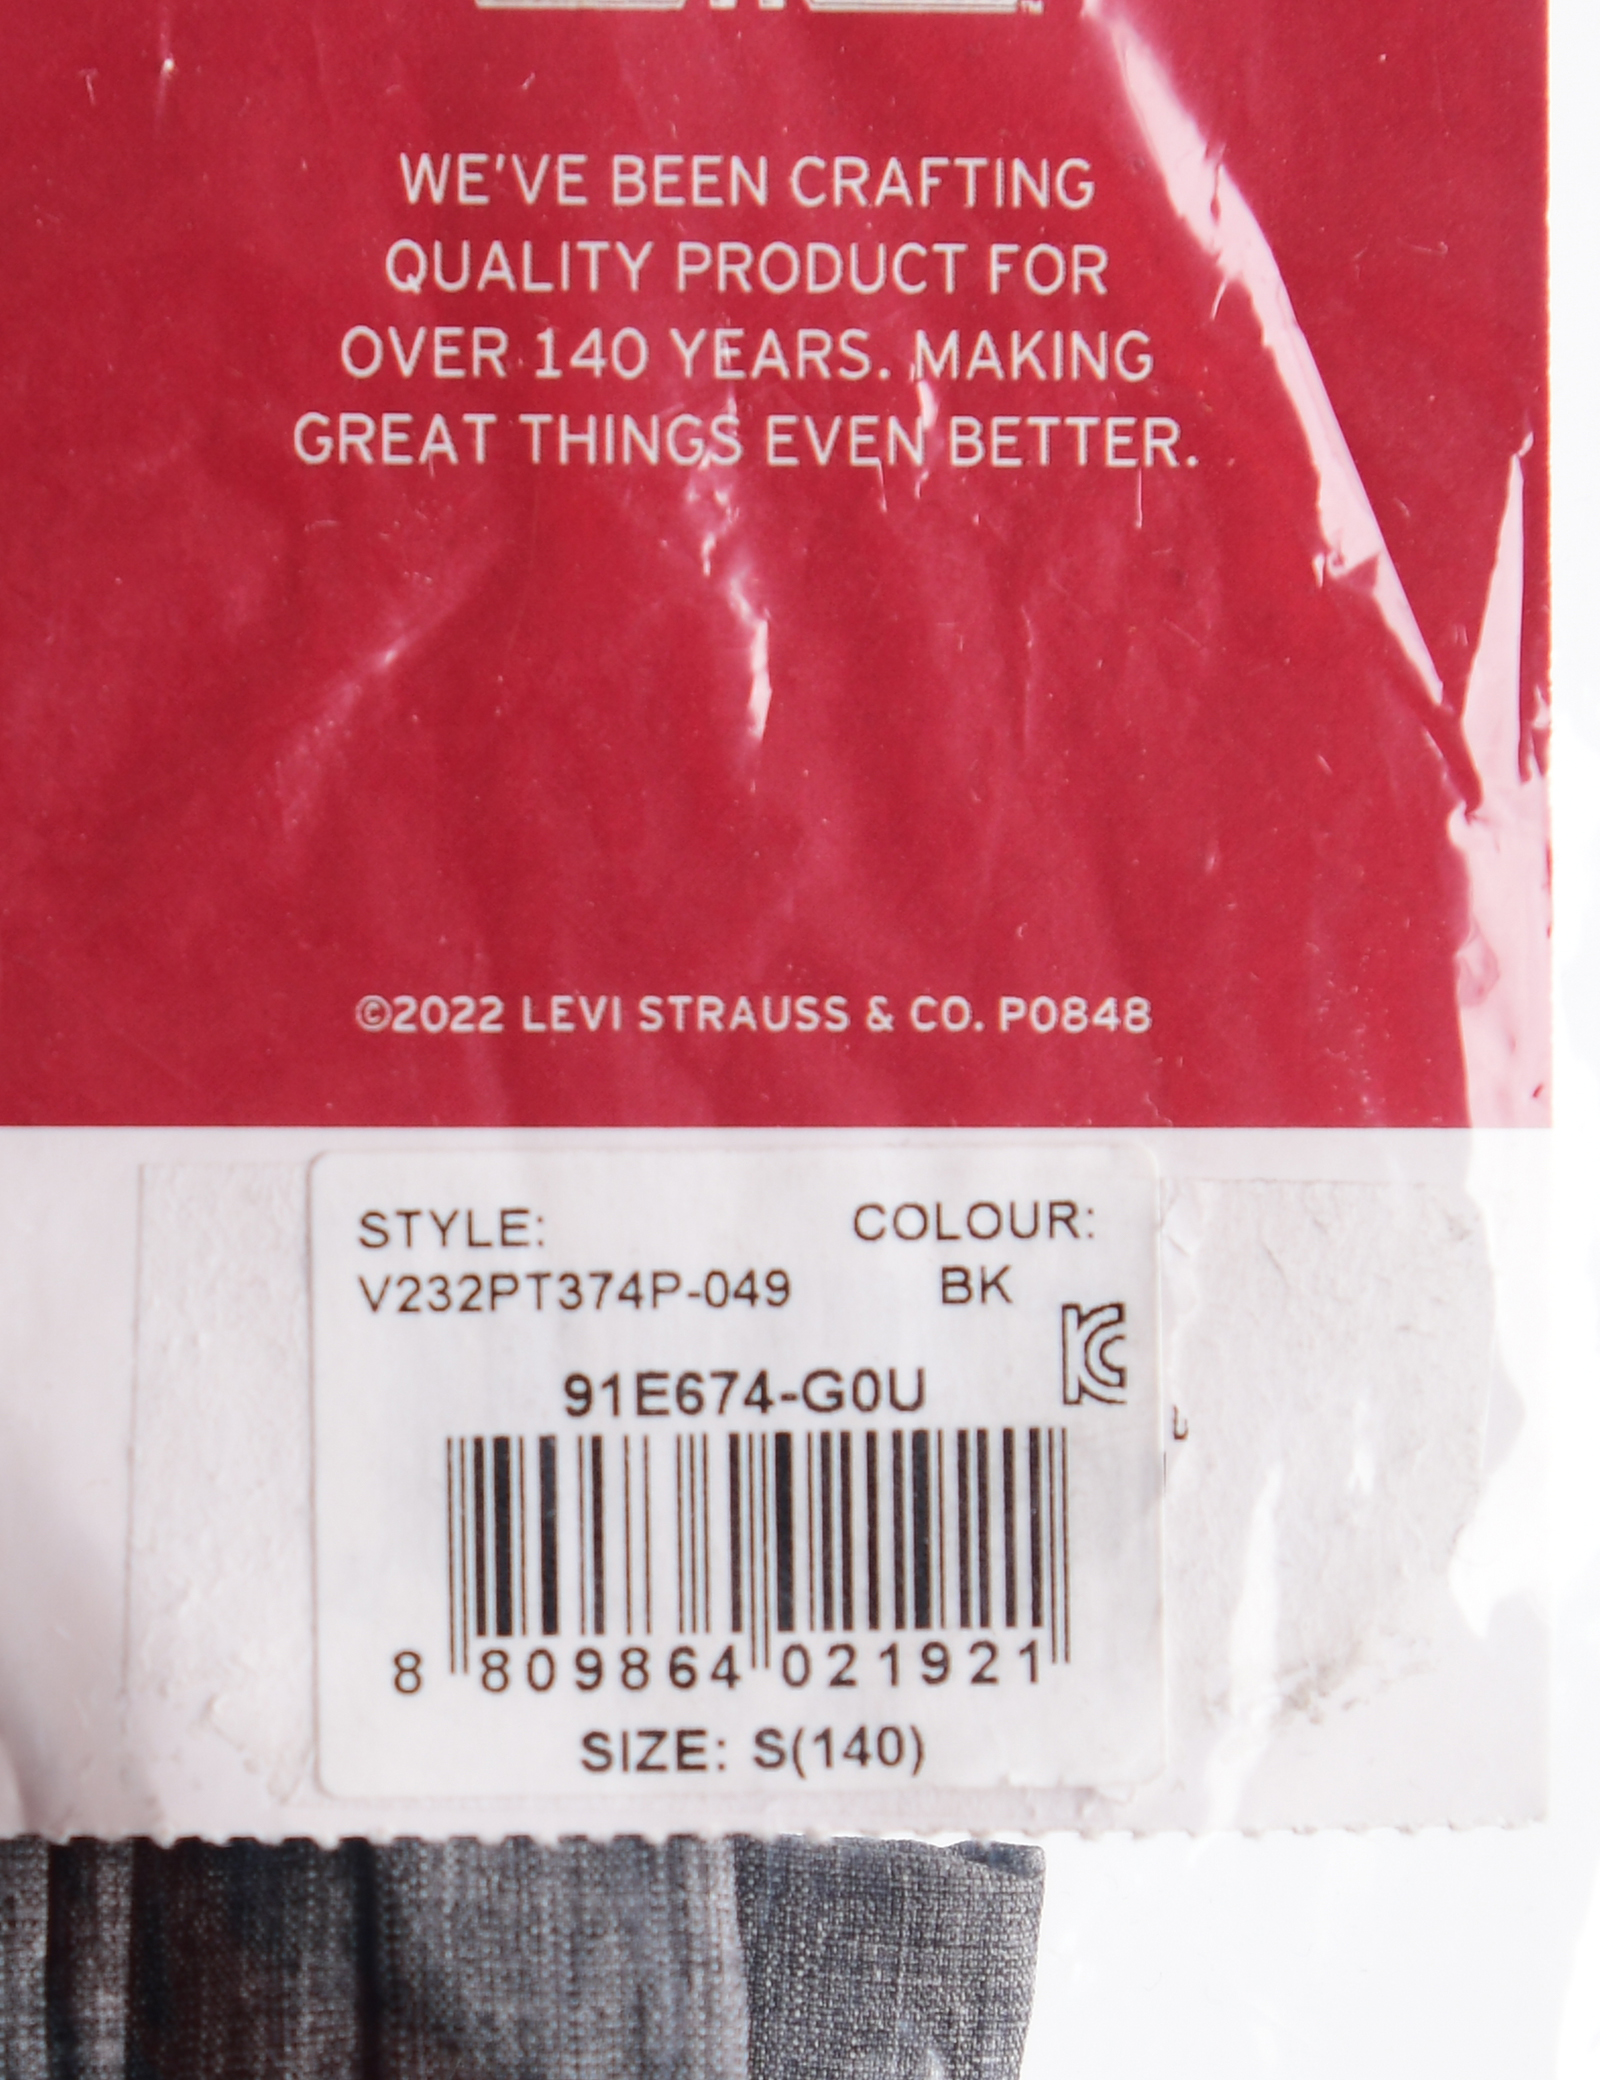 WE'VE BEEN CRAFTING
QUALITY PRODUCT FOR
OVER 140 YEARS. MAKING
GREAT THINGS EVEN BETTER.
©2022 LEVI STRAUSS & CO. P0848
STYLE: COLOUR:
V232PT374P-049 BK
91E674-G0U
8 809864 021921
SIZE: S(140)